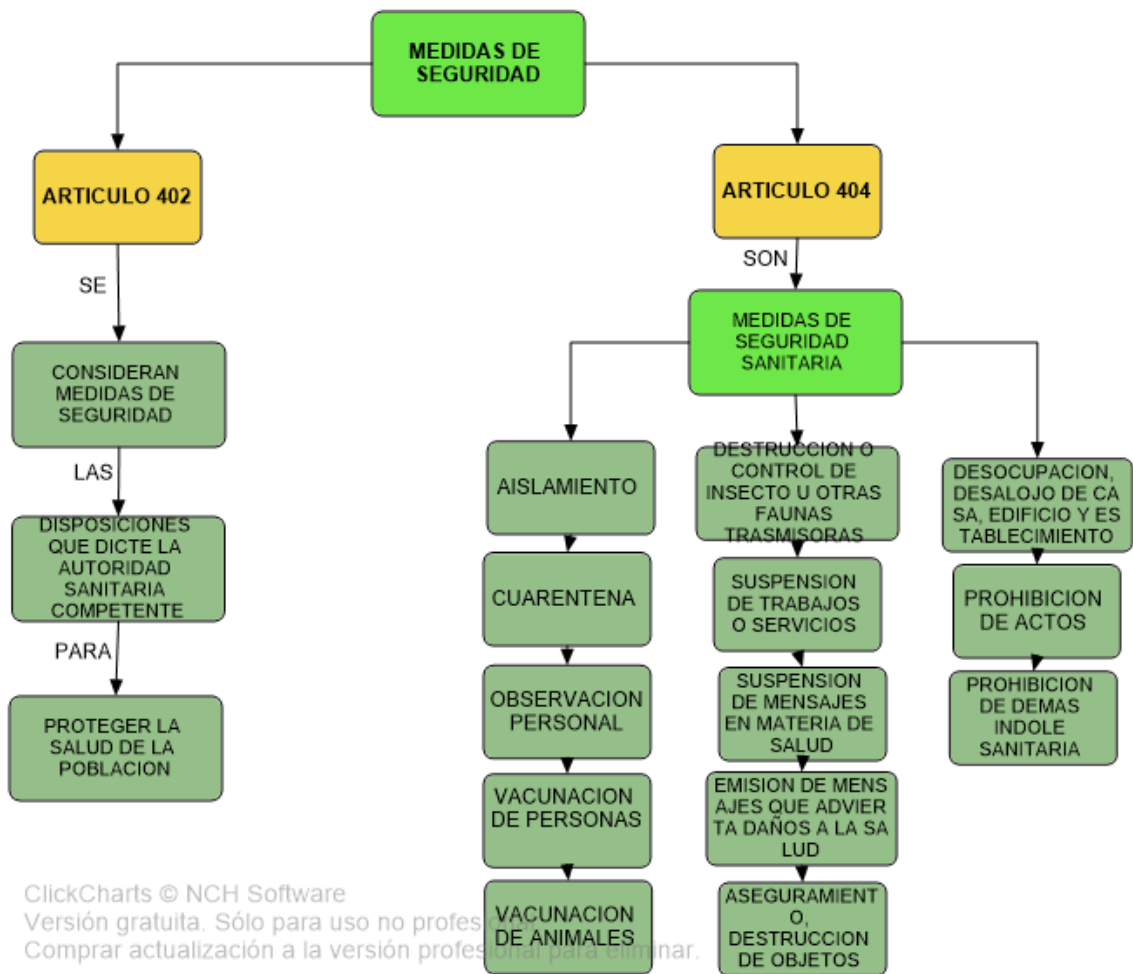 MEDIDAS DE
SEGURIDAD
ARTICULO 402
SE
CONSIDERAN
MEDIDAS DE
SEGURIDAD
LAS
DISPOSICIONES
QUE DICTE LA
AUTORIDAD
SANITARIA
COMPETENTE
PARA
PROTEGER LA
SALUD DE LA
POBLACION
ARTICULO 404
SON
MEDIDAS DE
SEGURIDAD
SANITARIA
AISLAMIENTO
CUARENTENA
OBSERVACION
PERSONAL
VACUNACION
DE PERSONAS
VACUNACION
DE ANIMALES
DESTRUCCION O
CONTROL DE
INSECTO U OTRAS
FAUNAS
TRASMISORAS
SUSPENSION
DE TRABAJOS
O SERVICIOS
SUSPENSION
DE MENSAJES
EN MATERIA DE
SALUD
EMISION DE MENS
AJES QUE ADVIER
TA DAÑOS A LA SA
LUD
ASEGURAMIENT
O,
DESTRUCCION
DE OBJETOS
DESOCUPACION,
DESALOJO DE CA
SA, EDIFICIO Y ES
TABLECIMIENTO
PROHIBICION
DE ACTOS
PROHIBICION
DE DEMAS
INDOLE
SANITARIA
ClickCharts © NCH Software
Versión gratuita. Sólo para uso no profesional.
Comprar actualización a la versión profesional para eliminar.